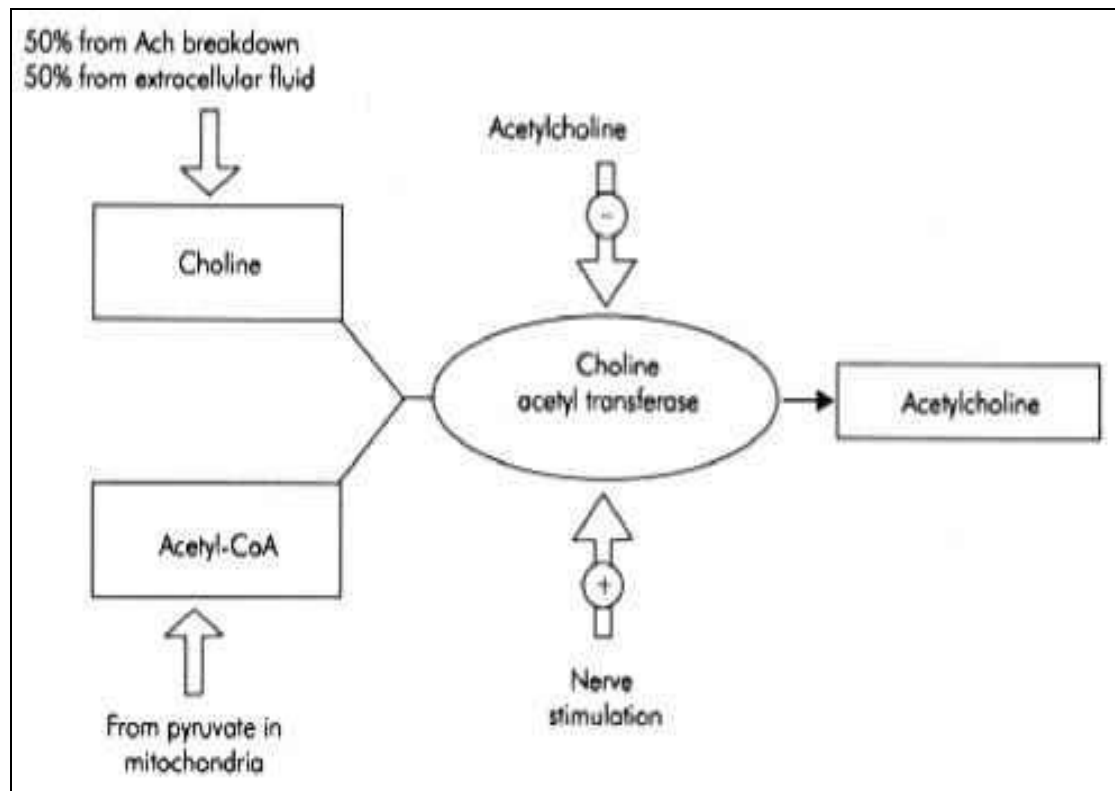 50% from Ach breakdown
50% from extracellular fluid
Acetylcholine
-
Choline
Choline
acetyl transferase
Acetylcholine
Acetyl-CoA
+
From pyruvate in
mitochondria
Nerve
stimulation